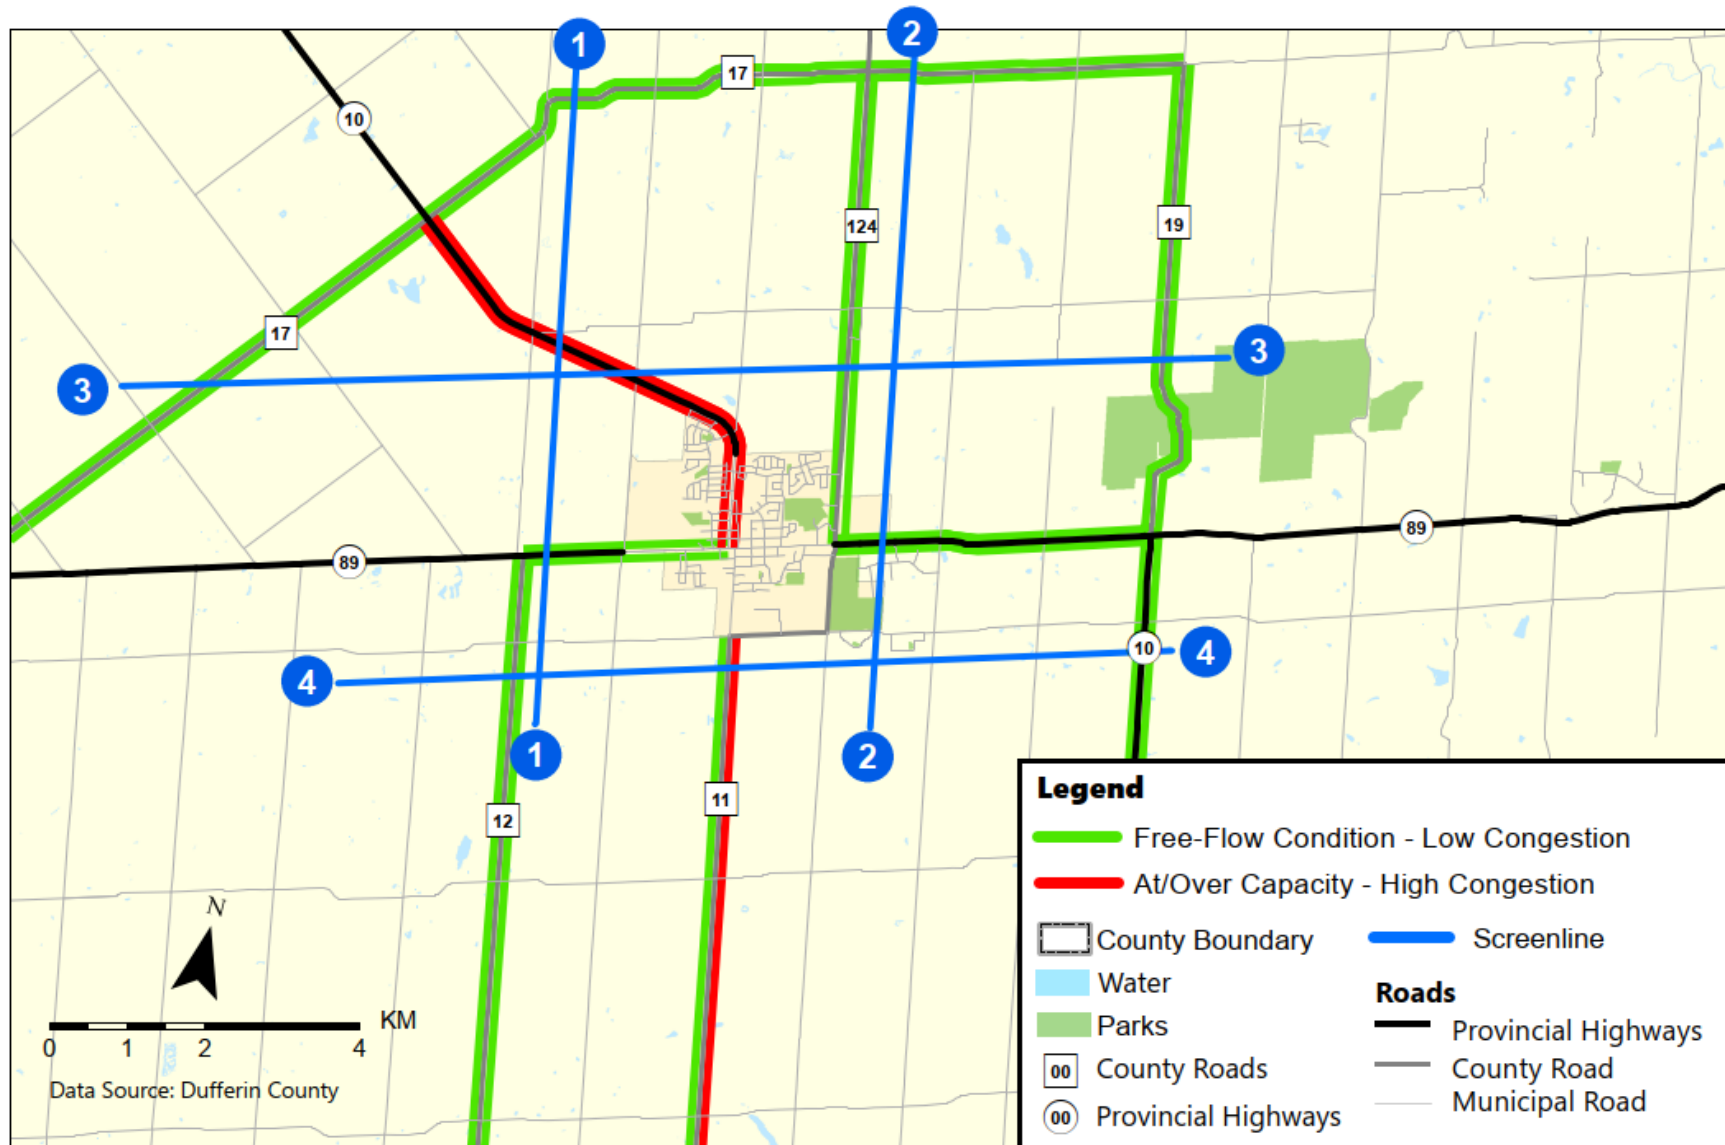 1
2
17
10
124
19
17
3
3
89
89
4
10
4
1
2
12
11
N
KM
0 1 2 4
Data Source: Dufferin County
Legend
Free-Flow Condition - Low Congestion
At/Over Capacity - High Congestion
County Boundary
Screenline
Water
Parks
00 County Roads
00 Provincial Highways
Roads
Provincial Highways
County Road
Municipal Road